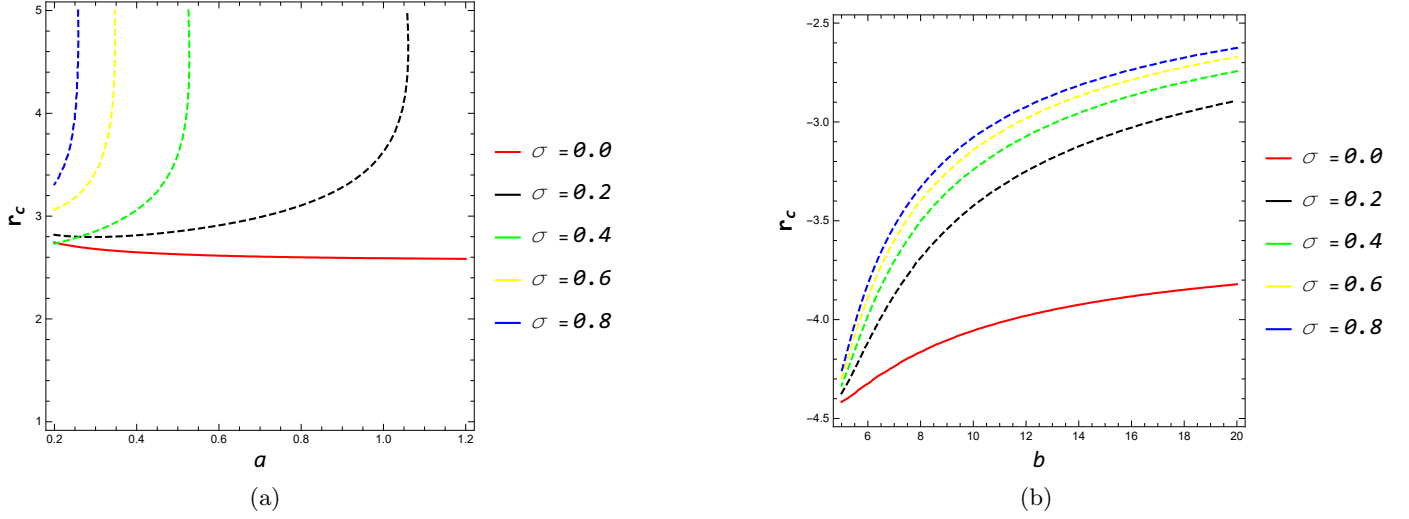 5
4
3
2
1
r_c
0.2 0.4 0.6 0.8 1.0 1.2
a
σ = 0.0
σ = 0.2
σ = 0.4
σ = 0.6
σ = 0.8
(a)
−2.5
−3.0
−3.5
−4.0
−4.5
r_c
6 8 10 12 14 16 18 20
b
σ = 0.0
σ = 0.2
σ = 0.4
σ = 0.6
σ = 0.8
(b)